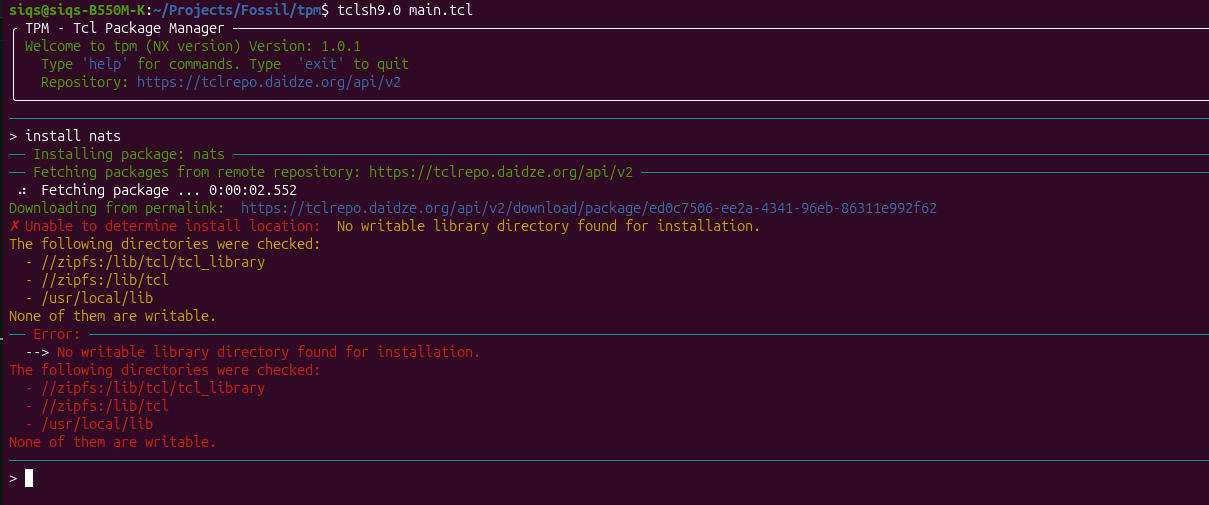 siqs@siqs-B550M-K:~/Projects/Fossil/tpm$ tclsh9.0 main.tcl
TPM - Tcl Package Manager
Welcome to tpm (NX version) Version: 1.0.1
Type 'help' for commands. Type  'exit' to quit
Repository: https://tclrepo.daidze.org/api/v2
> install nats
Installing package: nats
Fetching packages from remote repository: https://tclrepo.daidze.org/api/v2
Fetching package ... 0:00:02.552
Downloading from permalink:  https://tclrepo.daidze.org/api/v2/download/package/ed0c7506-ee2a-4341-96eb-86311e992f62
✗ Unable to determine install location:  No writable library directory found for installation.
The following directories were checked:
- //zipfs:/lib/tcl/tcl_library
- //zipfs:/lib/tcl
- /usr/local/lib
None of them are writable.
Error:
--> No writable library directory found for installation.
The following directories were checked:
- //zipfs:/lib/tcl/tcl_library
- //zipfs:/lib/tcl
- /usr/local/lib
None of them are writable.
>